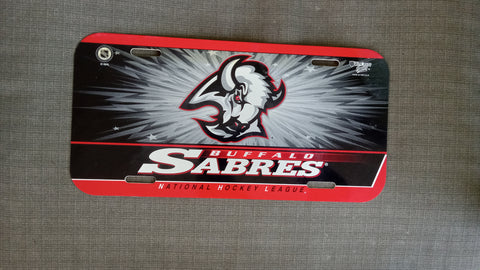 BUFFALO
SABRES
NATIONAL HOCKEY LEAGUE